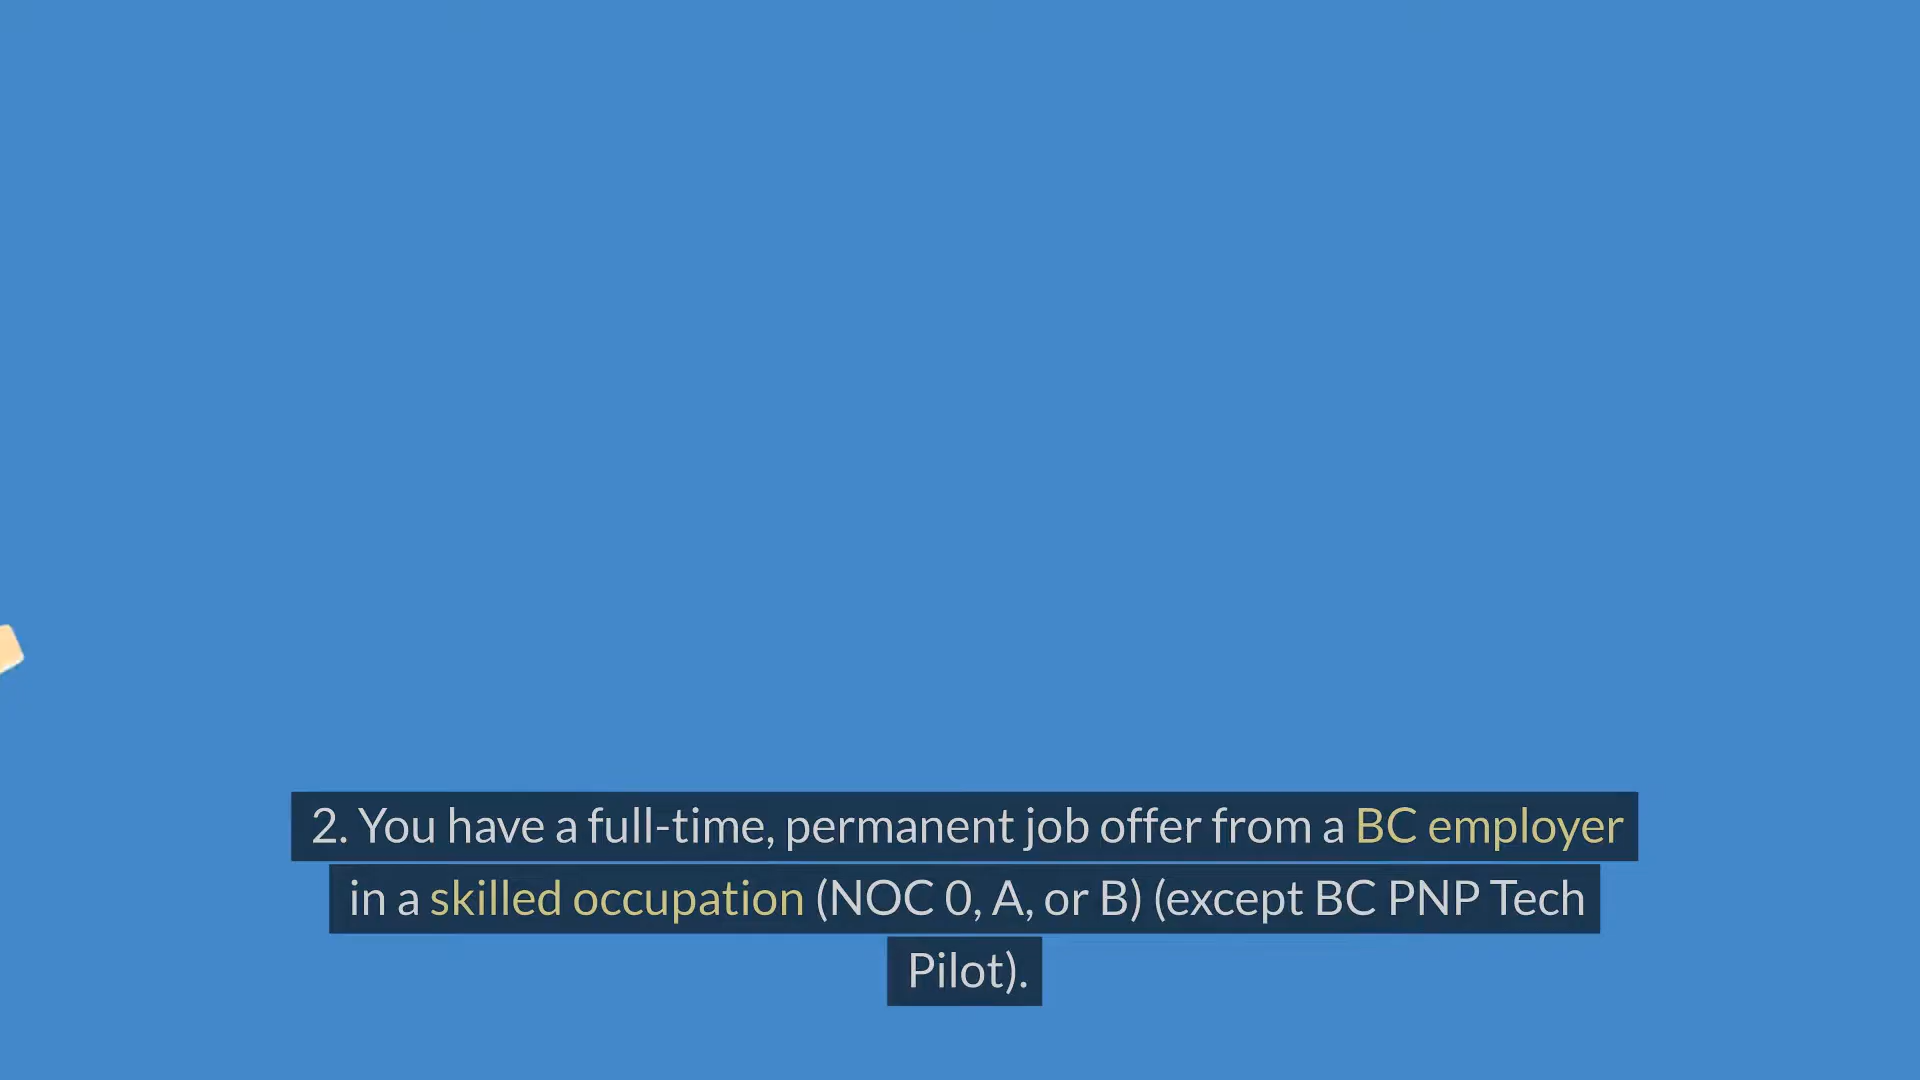 2. You have a full-time, permanent job offer from a BC employer
in a skilled occupation (NOC 0, A, or B) (except BC PNP Tech
Pilot).